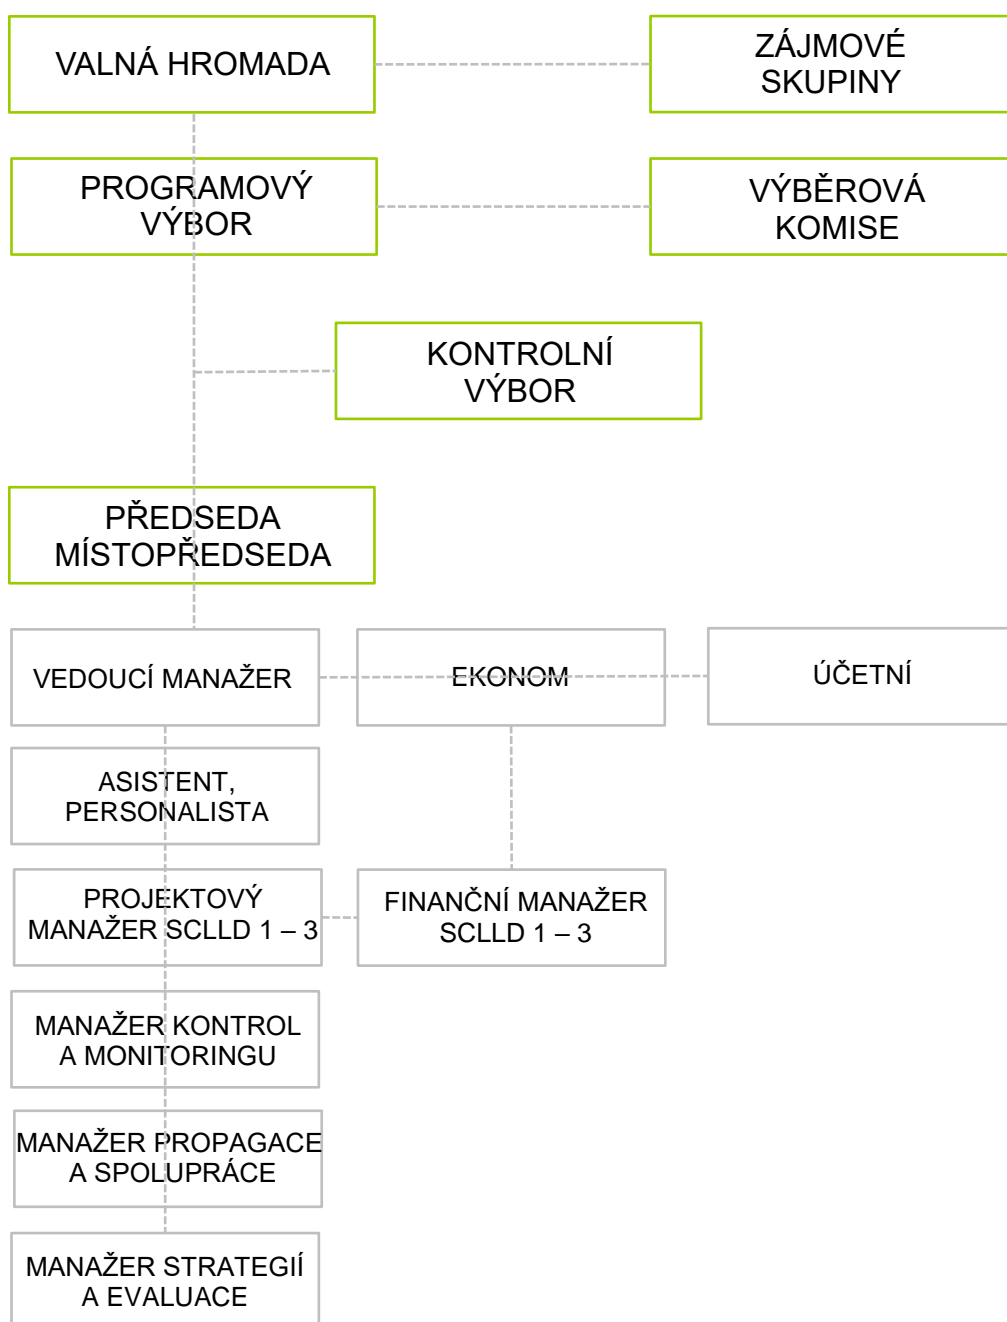 VALNÁ HROMADA
ZÁJMOVÉ
SKUPINY
PROGRAMOVÝ
VÝBOR
VÝBĚROVÁ
KOMISE
KONTROLNÍ
VÝBOR
PŘEDSEDA
MÍSTOPŘEDSEDA
VEDOUCÍ MANAŽER
EKONOM
ÚČETNÍ
ASISTENT,
PERSONALISTA
PROJEKTOVÝ
MANAŽER SCLLD 1 – 3
FINANČNÍ MANAŽER
SCLLD 1 – 3
MANAŽER KONTROL
A MONITORINGU
MANAŽER PROPAGACE
A SPOLUPRÁCE
MANAŽER STRATEGIÍ
A EVALUACE